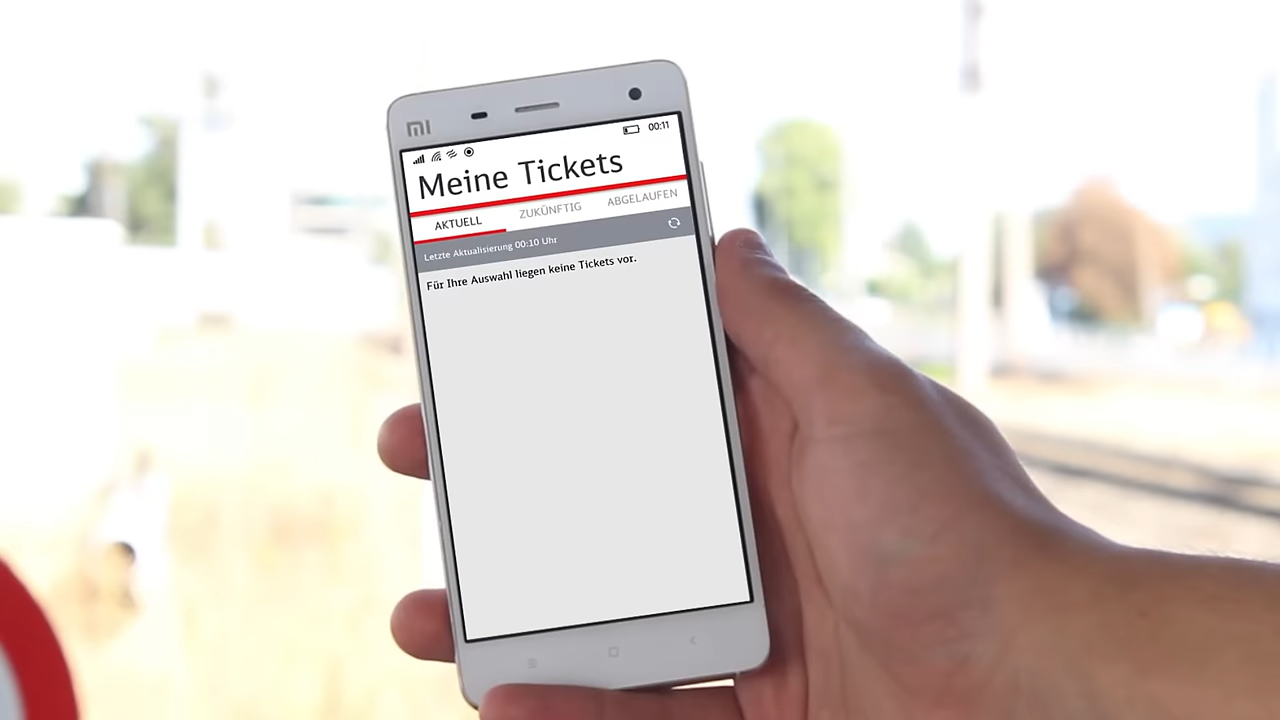 mi
00:11
Meine Tickets
AKTUELL ZUKÜNFTIG ABGELAUFEN
Letzte Aktualisierung 00:10 Uhr
Für Ihre Auswahl liegen keine Tickets vor.